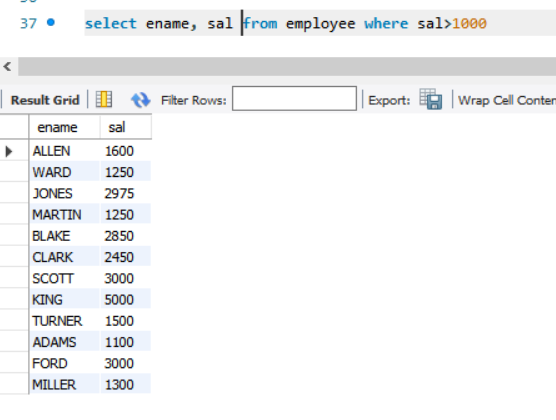 37 select ename, sal from employee where sal>1000
Result Grid Filter Rows: Export: Wrap Cell Conten
ename sal
ALLEN 1600
WARD 1250
JONES 2975
MARTIN 1250
BLAKE 2850
CLARK 2450
SCOTT 3000
KING 5000
TURNER 1500
ADAMS 1100
FORD 3000
MILLER 1300